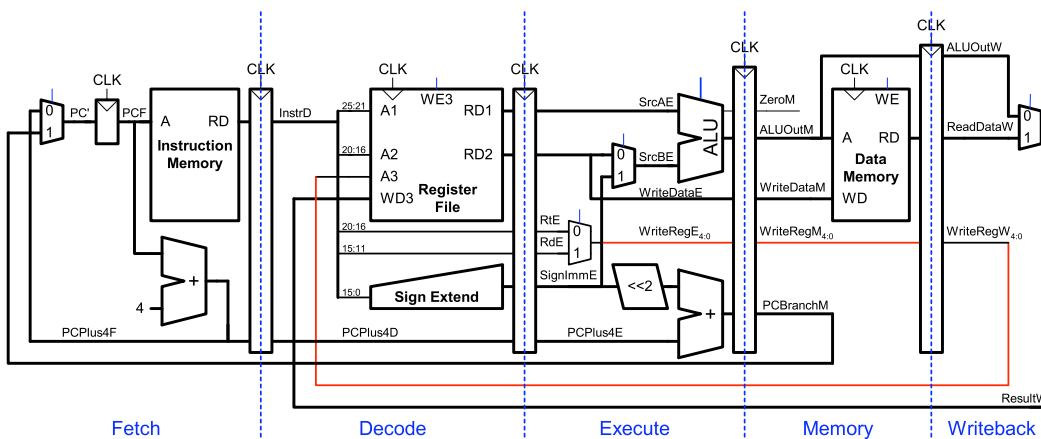 CLK
CLK
CLK
CLK
CLK
CLK
CLK
CLK
0
1
PC'
PCF
A
RD
Instruction
Memory
InstrD
25:21
A1
WE3
RD1
20:16
A2
RD2
A3
WD3
Register
File
SrcAE
0
1
SrcBE
ALU
WriteDataE
ZeroM
ALUOutM
WriteDataM
WE
A
RD
Data
Memory
WD
ALUOutW
ReadDataW
0
1
20:16
RtE
15:11
RdE
0
1
WriteRegE4:0
WriteRegM4:0
WriteRegW4:0
15:0
Sign Extend
SignImmE
<<2
+
4
+
PCBranchM
PCPlus4F
PCPlus4D
PCPlus4E
ResultW
Fetch
Decode
Execute
Memory
Writeback